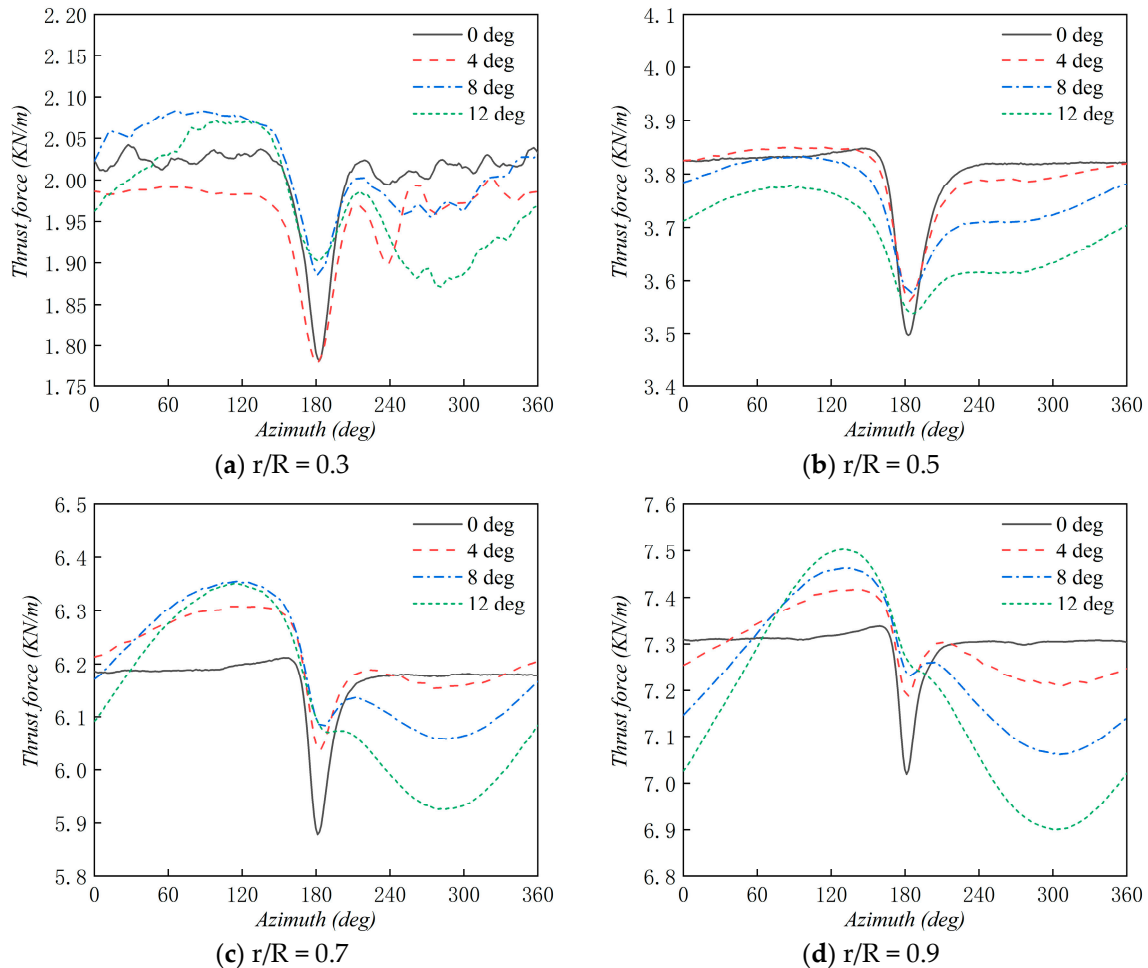 2.20
2.15
2.10
2.05
2.00
1.95
1.90
1.85
1.80
1.75
Thrust force (KN/m)
0 deg
4 deg
8 deg
12 deg
0 60 120 180 240 300 360
Azimuth (deg)
(a) r/R = 0.3
4.1
4.0
3.9
3.8
3.7
3.6
3.5
3.4
Thrust force (KN/m)
0 deg
4 deg
8 deg
12 deg
0 60 120 180 240 300 360
Azimuth (deg)
(b) r/R = 0.5
6.5
6.4
6.3
6.2
6.1
6.0
5.9
5.8
Thrust force (KN/m)
0 deg
4 deg
8 deg
12 deg
0 60 120 180 240 300 360
Azimuth (deg)
(c) r/R = 0.7
7.6
7.5
7.4
7.3
7.2
7.1
7.0
6.9
6.8
Thrust force (KN/m)
0 deg
4 deg
8 deg
12 deg
0 60 120 180 240 300 360
Azimuth (deg)
(d) r/R = 0.9